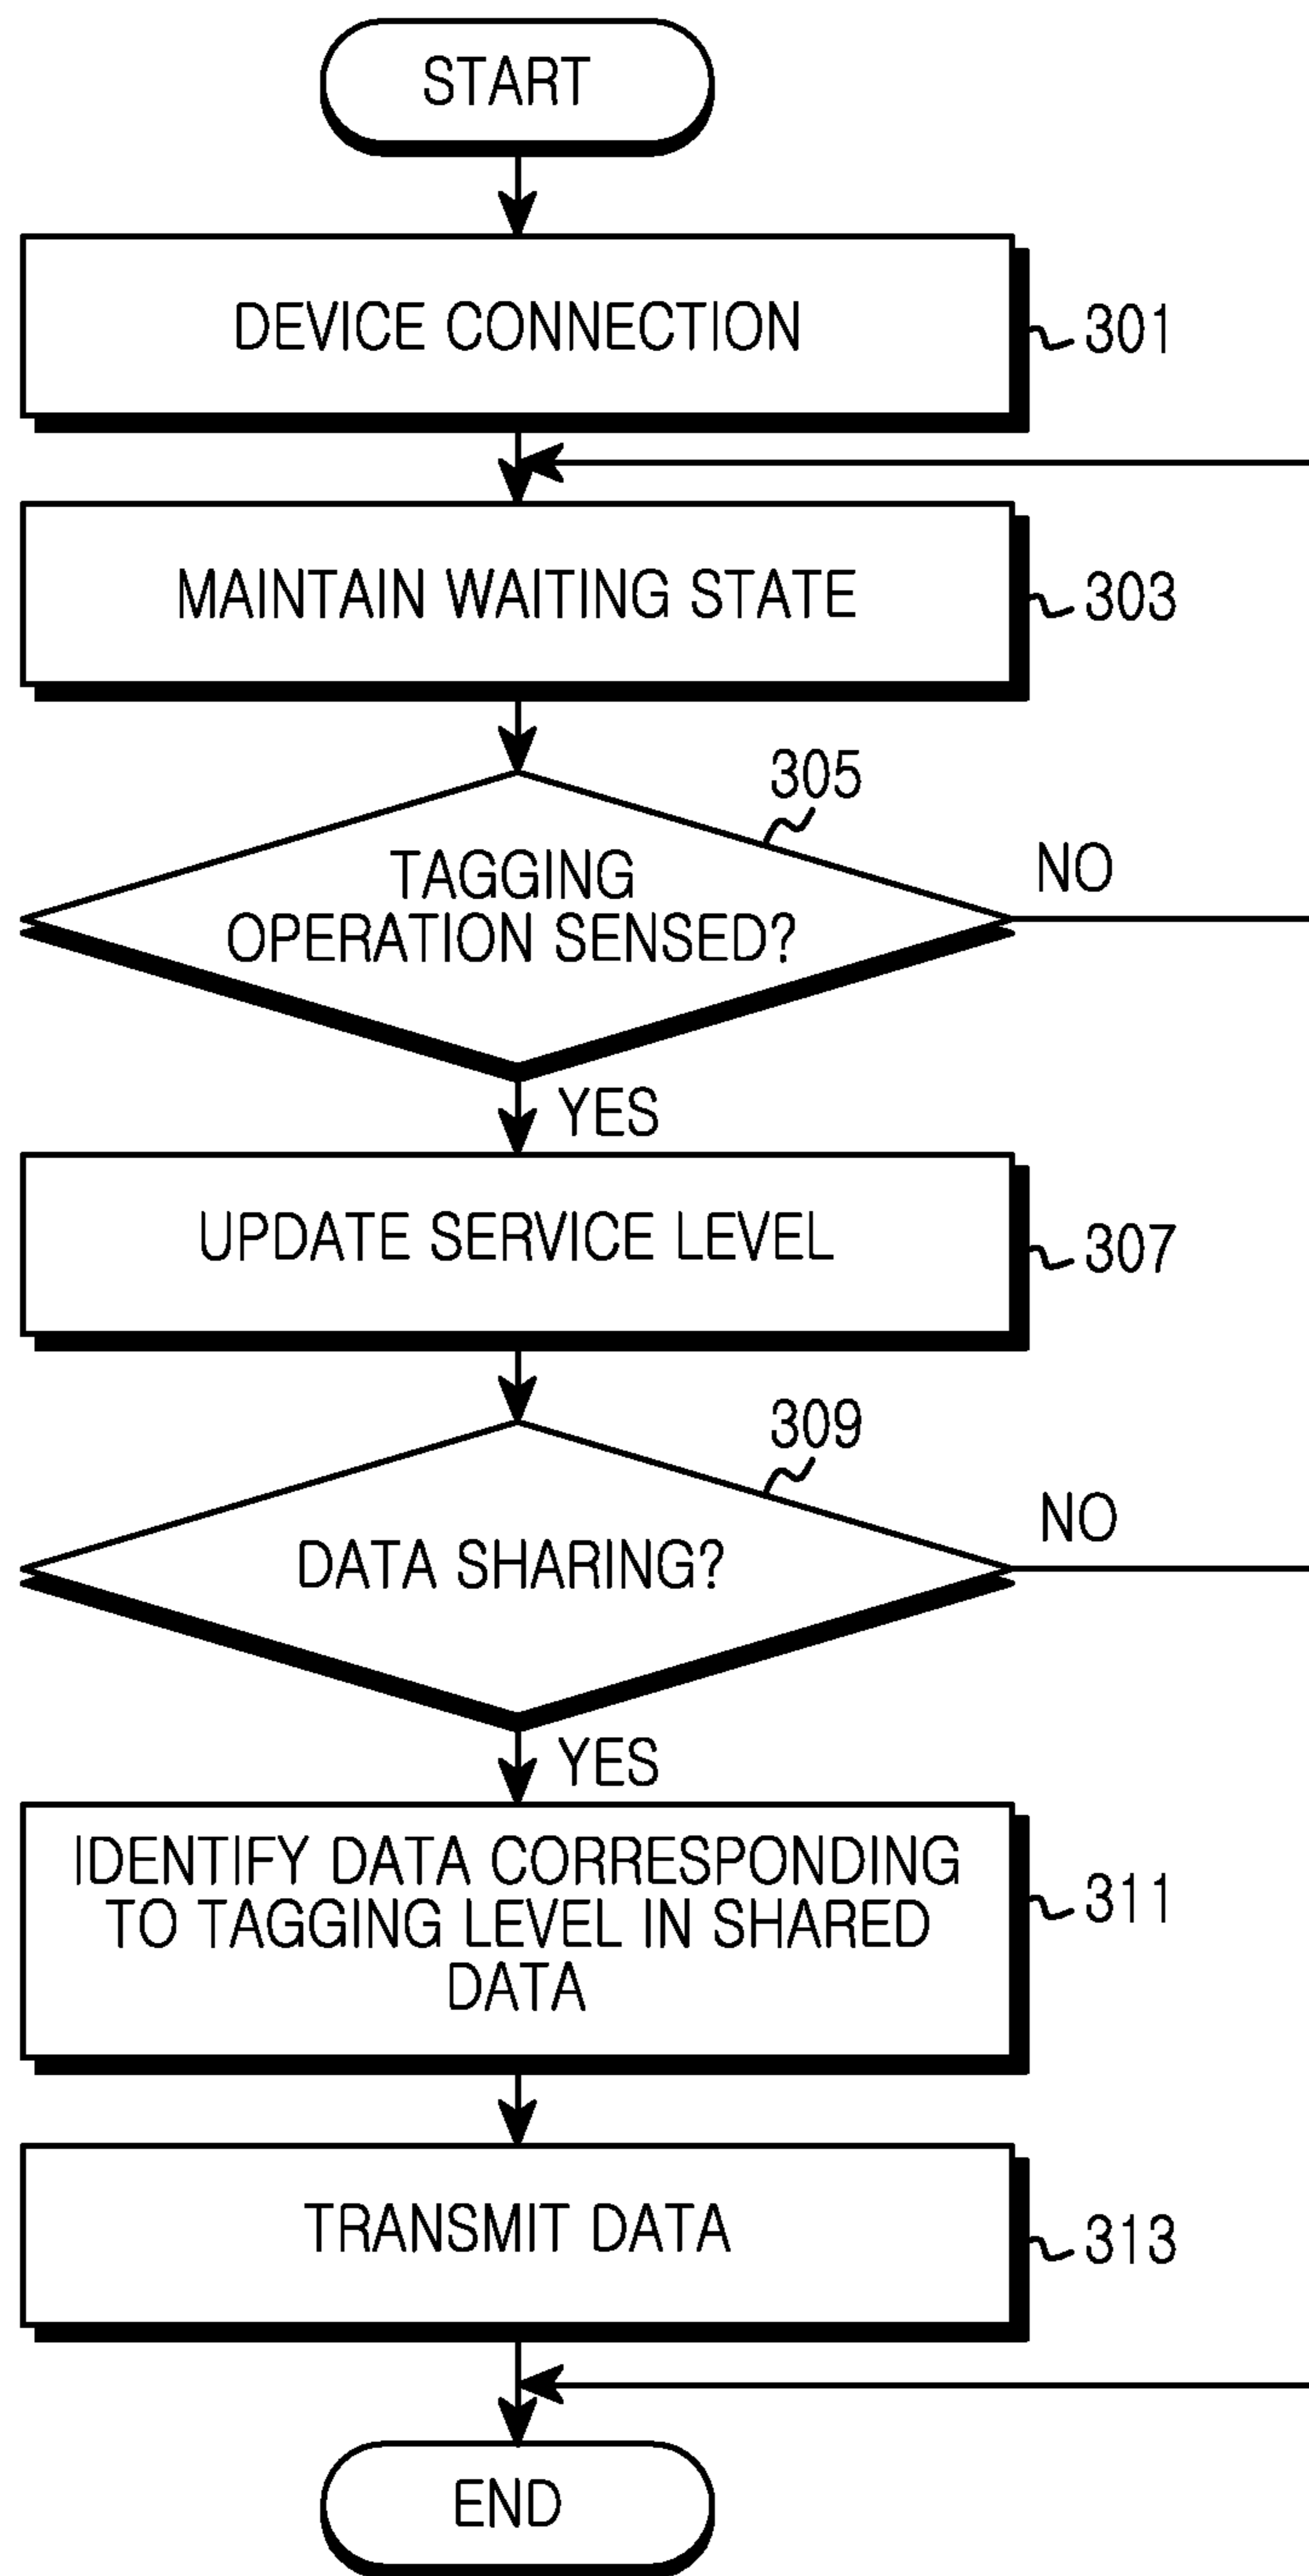 START
DEVICE CONNECTION
301
MAINTAIN WAITING STATE
303
305
TAGGING
OPERATION SENSED?
NO
YES
UPDATE SERVICE LEVEL
307
309
DATA SHARING?
NO
YES
IDENTIFY DATA CORRESPONDING
TO TAGGING LEVEL IN SHARED
DATA
311
TRANSMIT DATA
313
END